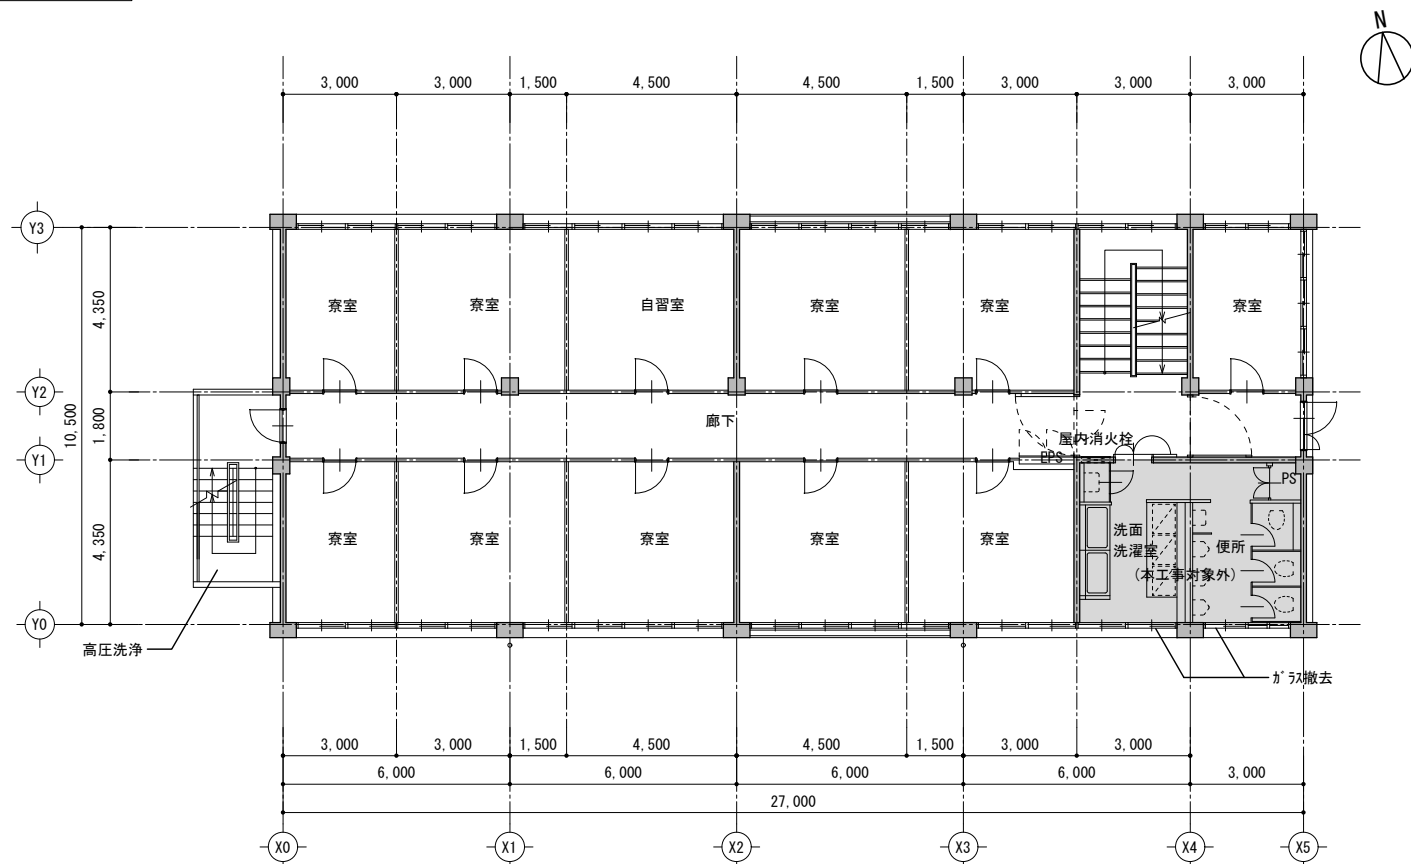 N
3,000
3,000
1,500
4,500
4,500
1,500
3,000
3,000
3,000
Y3
4,350
寮室
寮室
自習室
寮室
寮室
寮室
Y2
10,500
1,800
廊下
屋内消火栓
EPS
Y1
PS
4,350
寮室
寮室
寮室
寮室
寮室
洗面
洗濯室
便所
(本工事対象外)
Y0
高圧洗浄
ガラス撤去
3,000
3,000
1,500
4,500
4,500
1,500
3,000
3,000
6,000
6,000
6,000
6,000
3,000
27,000
X0
X1
X2
X3
X4
X5